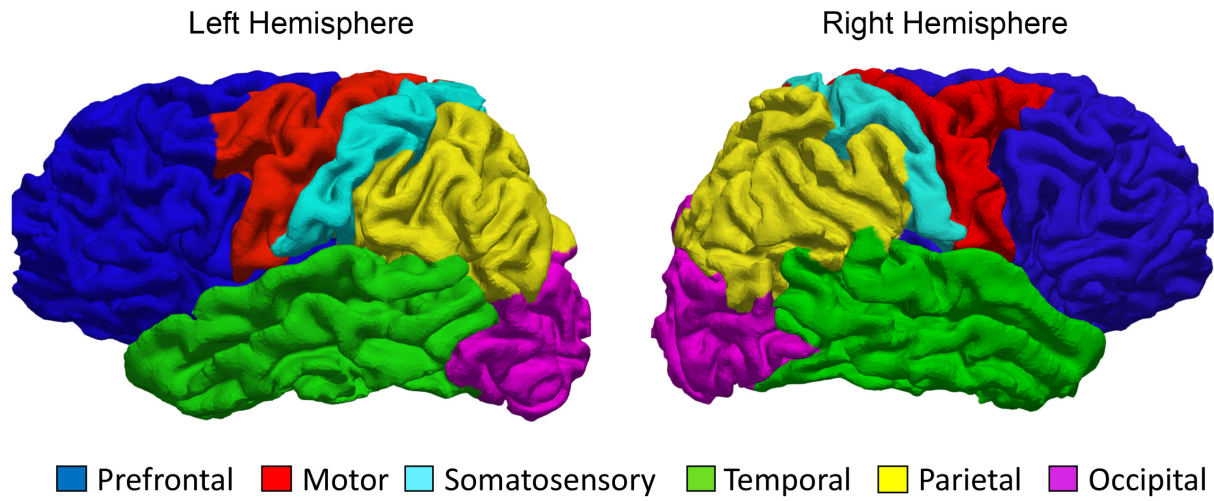 Left Hemisphere
Right Hemisphere
Prefrontal Motor Somatosensory Temporal Parietal Occipital